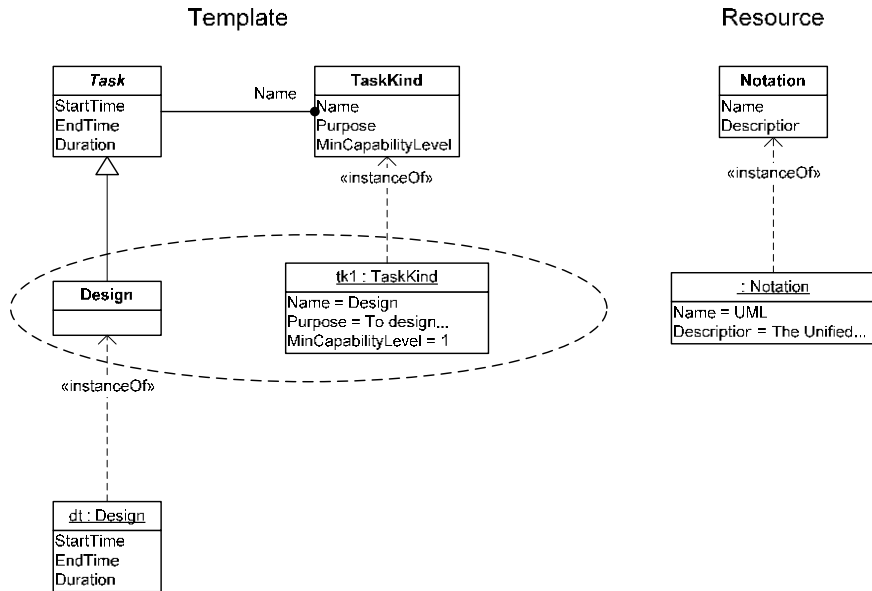 Template
Resource
Task
StartTime
EndTime
Duration
Name
TaskKind
Name
Purpose
MinCapabilityLevel
Notation
Name
Descriptior
«instanceOf»
«instanceOf»
Design
tk1 : TaskKind
Name = Design
Purpose = To design...
MinCapabilityLevel = 1
: Notation
Name = UML
Descriptior = The Unified...
«instanceOf»
dt : Design
StartTime
EndTime
Duration